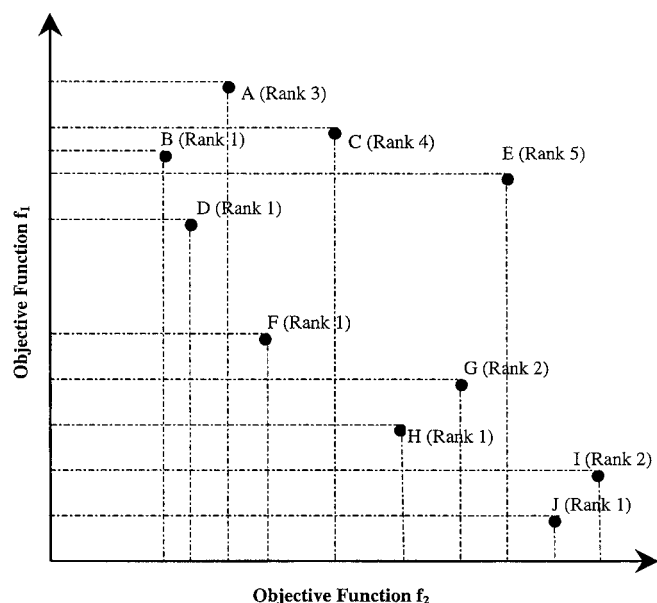 A (Rank 3)
B (Rank 1)
C (Rank 4)
E (Rank 5)
D (Rank 1)
F (Rank 1)
G (Rank 2)
H (Rank 1)
I (Rank 2)
J (Rank 1)
Objective Function f₁
Objective Function f₂